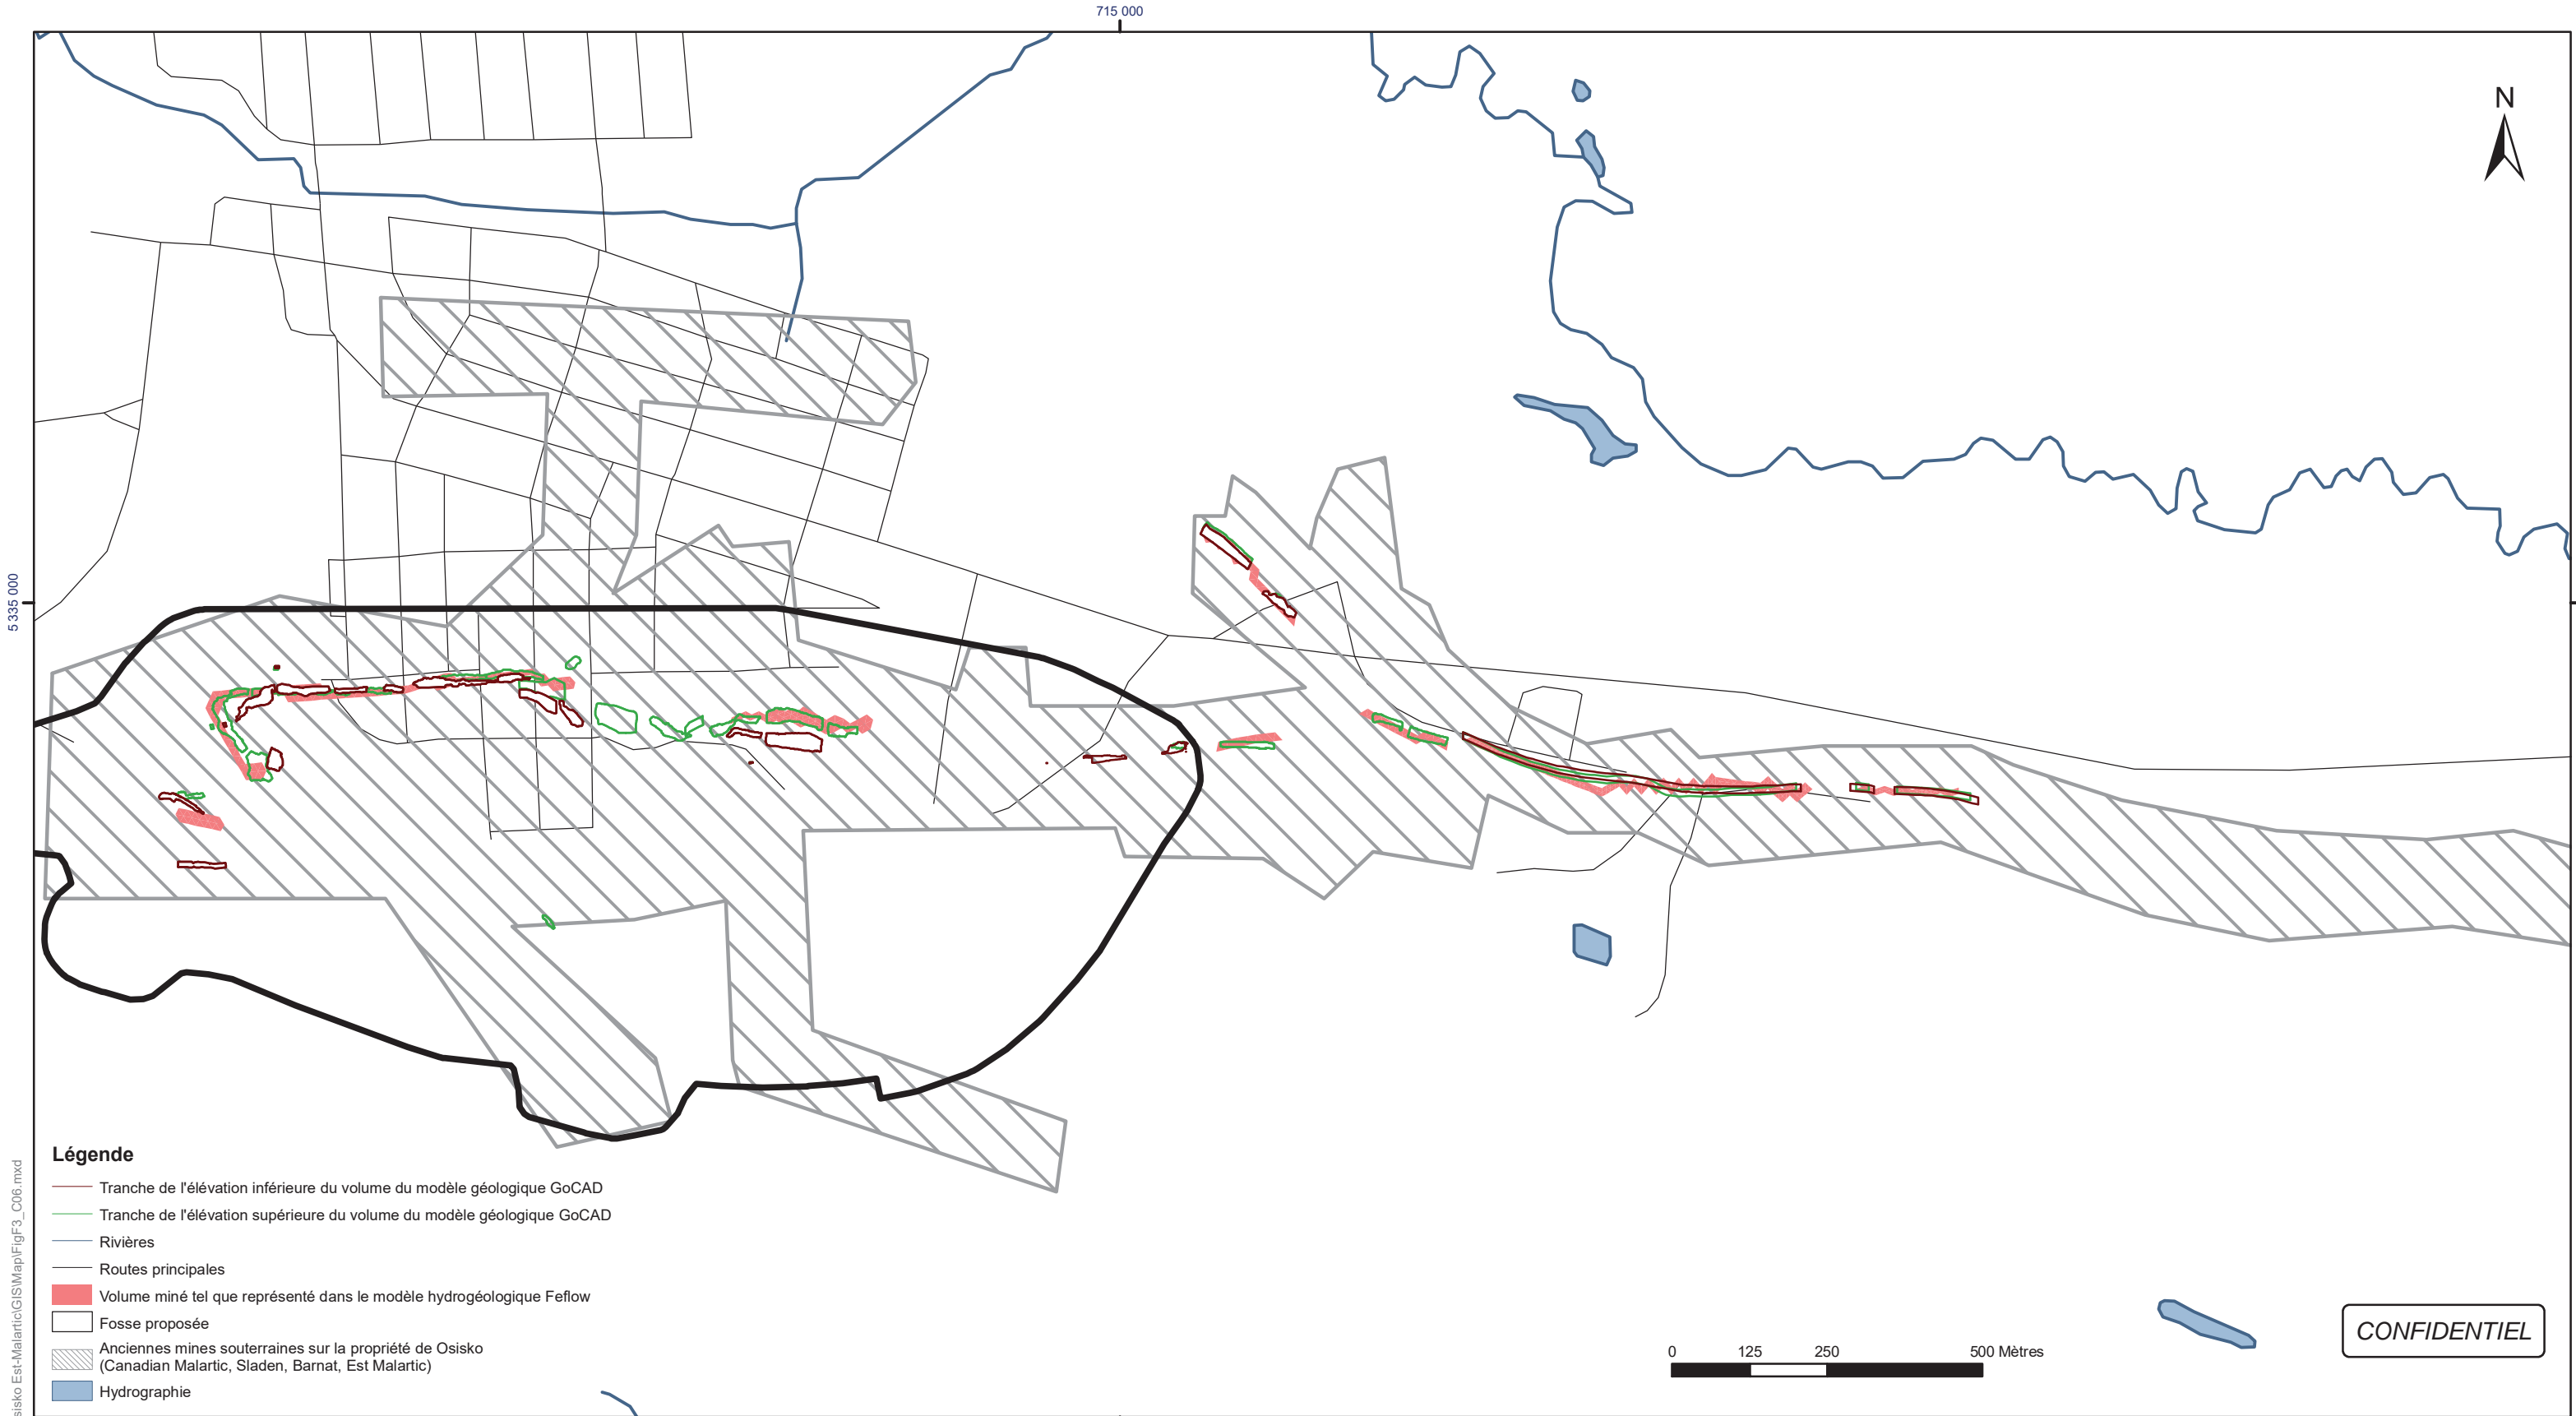 715 000
N
5 335 000
Légende
Tranche de l'élévation inférieure du volume du modèle géologique GoCAD
Tranche de l'élévation supérieure du volume du modèle géologique GoCAD
Rivières
Routes principales
Volume miné tel que représenté dans le modèle hydrogéologique Feflow
Fosse proposée
Anciennes mines souterraines sur la propriété de Osisko
(Canadian Malartic, Sladen, Barnat, Est Malartic)
Hydrographie
0 125 250 500 Mètres
CONFIDENTIEL
sisko Est-Malartic\GIS\Map\FigF3_C06.mxd